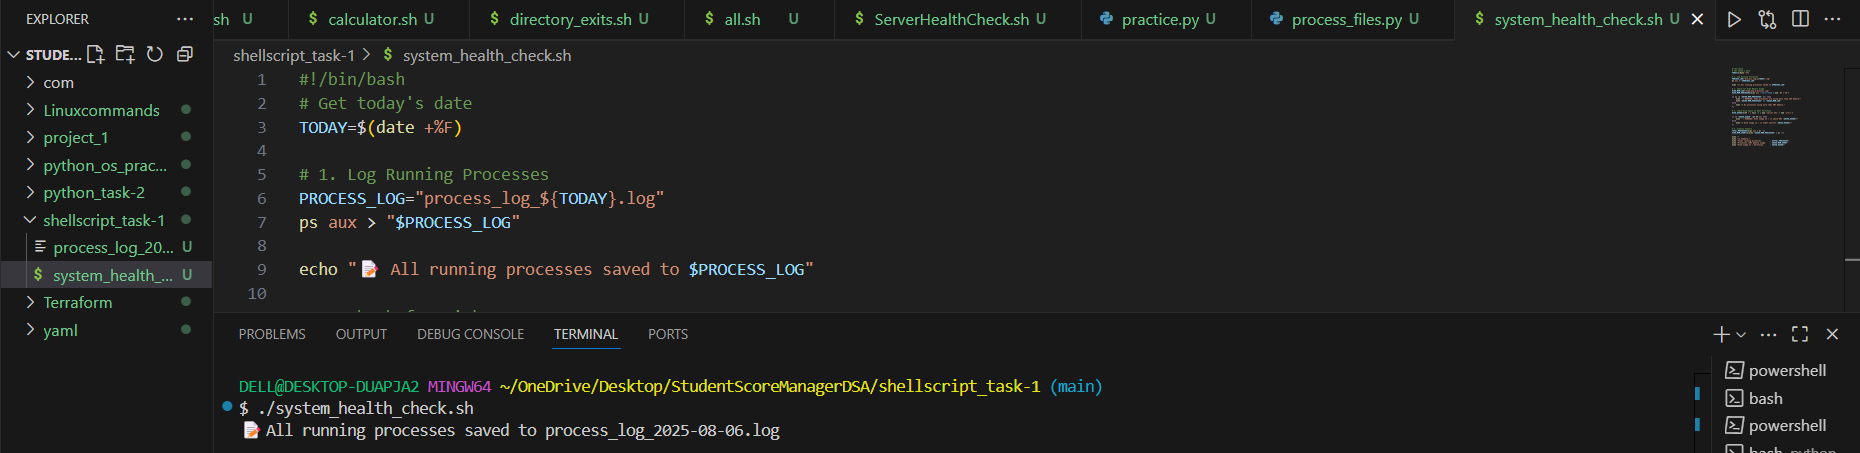 EXPLORER ...
sh U $ calculator.sh U $ directory_exits.sh U $ all.sh U $ ServerHealthCheck.sh U practice.py U process_files.py U $ system_health_check.sh U
STUDE...
com
Linuxcommands
project_1
python_os_prac...
python_task-2
shellscript_task-1
process_log_20... U
$ system_health_... U
Terraform
yaml
shellscript_task-1 > $ system_health_check.sh
1 #!/bin/bash
2 # Get today's date
3 TODAY=$(date +%F)
4
5 # 1. Log Running Processes
6 PROCESS_LOG="process_log_${TODAY}.log"
7 ps aux > "$PROCESS_LOG"
8
9 echo "📝 All running processes saved to $PROCESS_LOG"
10
PROBLEMS OUTPUT DEBUG CONSOLE TERMINAL PORTS
DELL@DESKTOP-DUAPJA2 MINGW64 ~/OneDrive/Desktop/StudentScoreManagerDSA/shellscript_task-1 (main)
$ ./system_health_check.sh
📝 All running processes saved to process_log_2025-08-06.log
powershell
bash
powershell